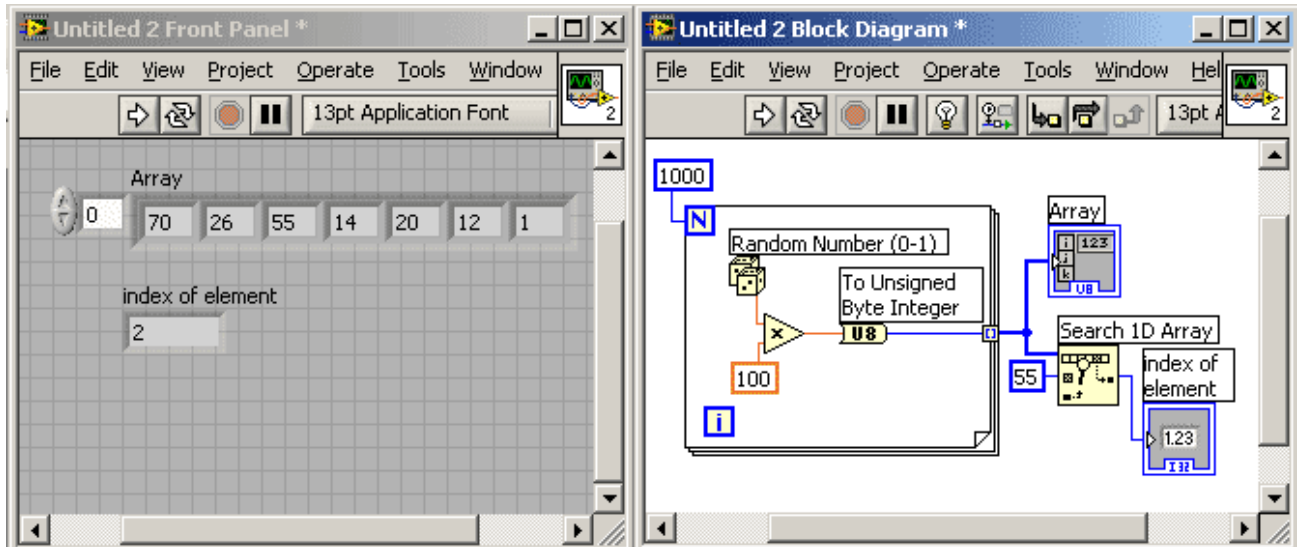 Untitled 2 Front Panel *
File Edit View Project Operate Tools Window
13pt Application Font
2
Array
0 70 26 55 14 20 12 1
index of element
2
Untitled 2 Block Diagram *
File Edit View Project Operate Tools Window Hel
13pt A
2
1000
N
Random Number (0-1)
To Unsigned
Byte Integer
U8
100
i
Array
i 123
j
k
U8
Search 1D Array
55
index of
element
1.23
I32